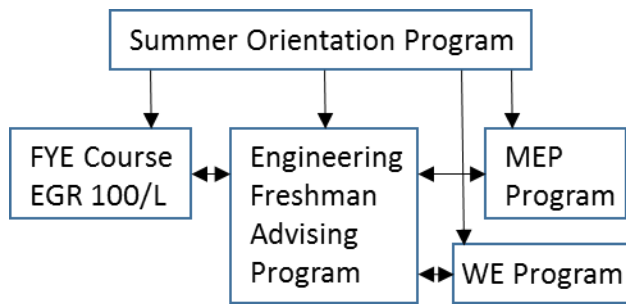 Summer Orientation Program
FYE Course
EGR 100/L
Engineering
Freshman
Advising
Program
MEP
Program
WE Program